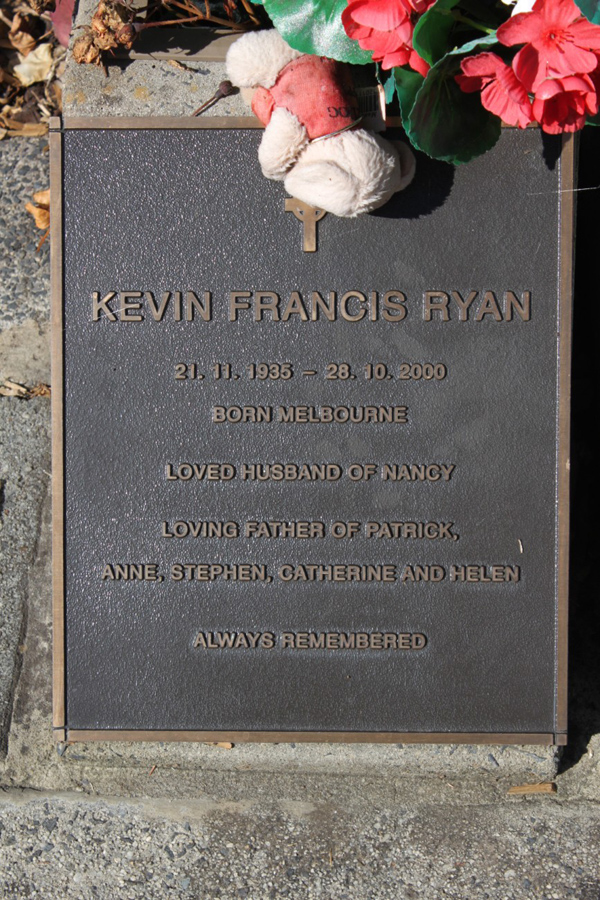 KEVIN FRANCIS RYAN
21. 11. 1935 – 28. 10. 2000
BORN MELBOURNE
LOVED HUSBAND OF NANCY
LOVING FATHER OF PATRICK,
ANNE, STEPHEN, CATHERINE AND HELEN
ALWAYS REMEMBERED